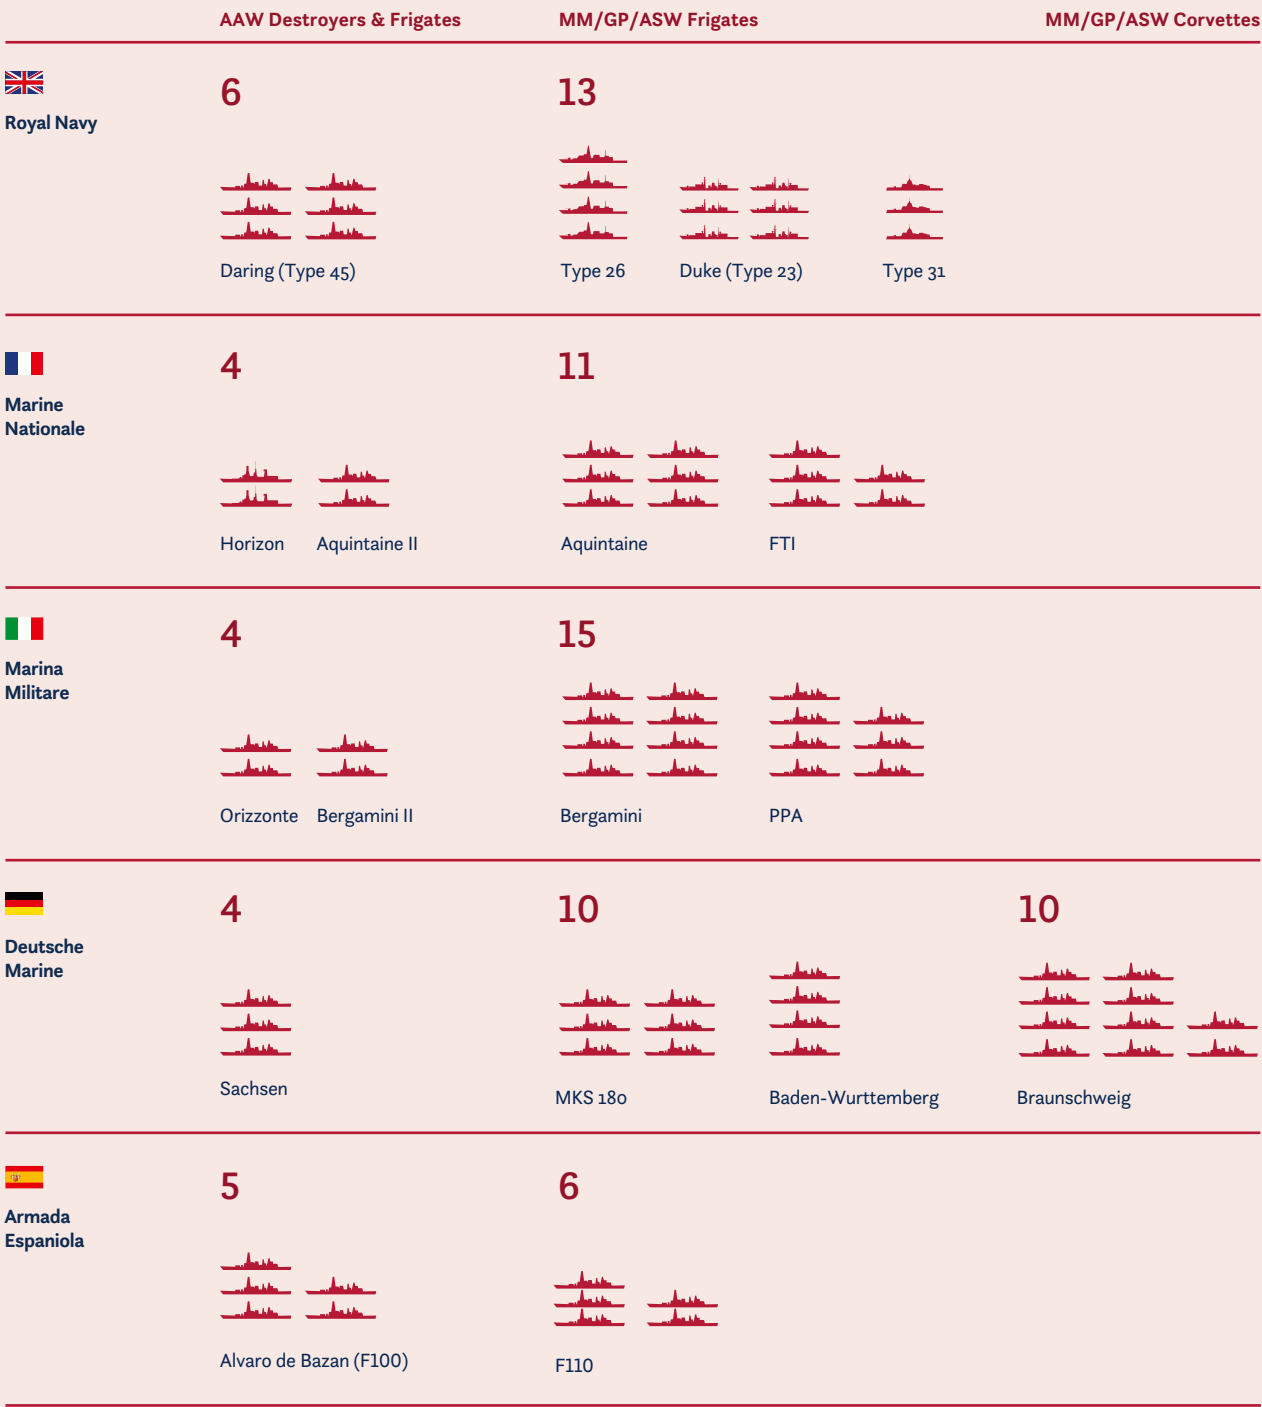 AAW Destroyers & Frigates
MM/GP/ASW Frigates
MM/GP/ASW Corvettes
Royal Navy
6
13
Daring (Type 45)
Type 26
Duke (Type 23)
Type 31
Marine
Nationale
4
11
Horizon
Aquintaine II
Aquintaine
FTI
Marina
Militare
4
15
Orizzonte
Bergamini II
Bergamini
PPA
Deutsche
Marine
4
10
10
Sachsen
MKS 180
Baden-Wurttemberg
Braunschweig
Armada
Espaniola
5
6
Alvaro de Bazan (F100)
F110